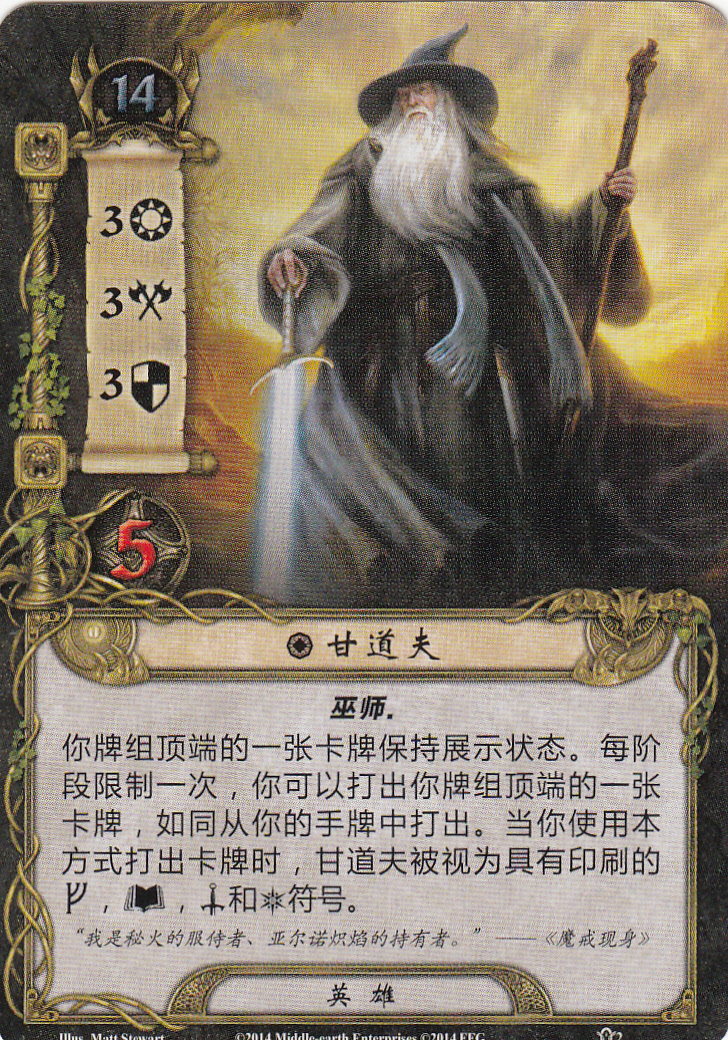 14
3
3
3
5
甘道夫
巫师.
你牌组顶端的一张卡牌保持展示状态。每阶
段限制一次，你可以打出你牌组顶端的一张
卡牌，如同从你的手牌中打出。当你使用本
方式打出卡牌时，甘道夫被视为具有印刷的
，，和符号。
“我是秘火的服侍者、亚尔诺炽焰的持有者。” ——《魔戒现身》
英雄
Illus. Matt Stewart ©2014 Middle-earth Enterprises ©2014 FFG